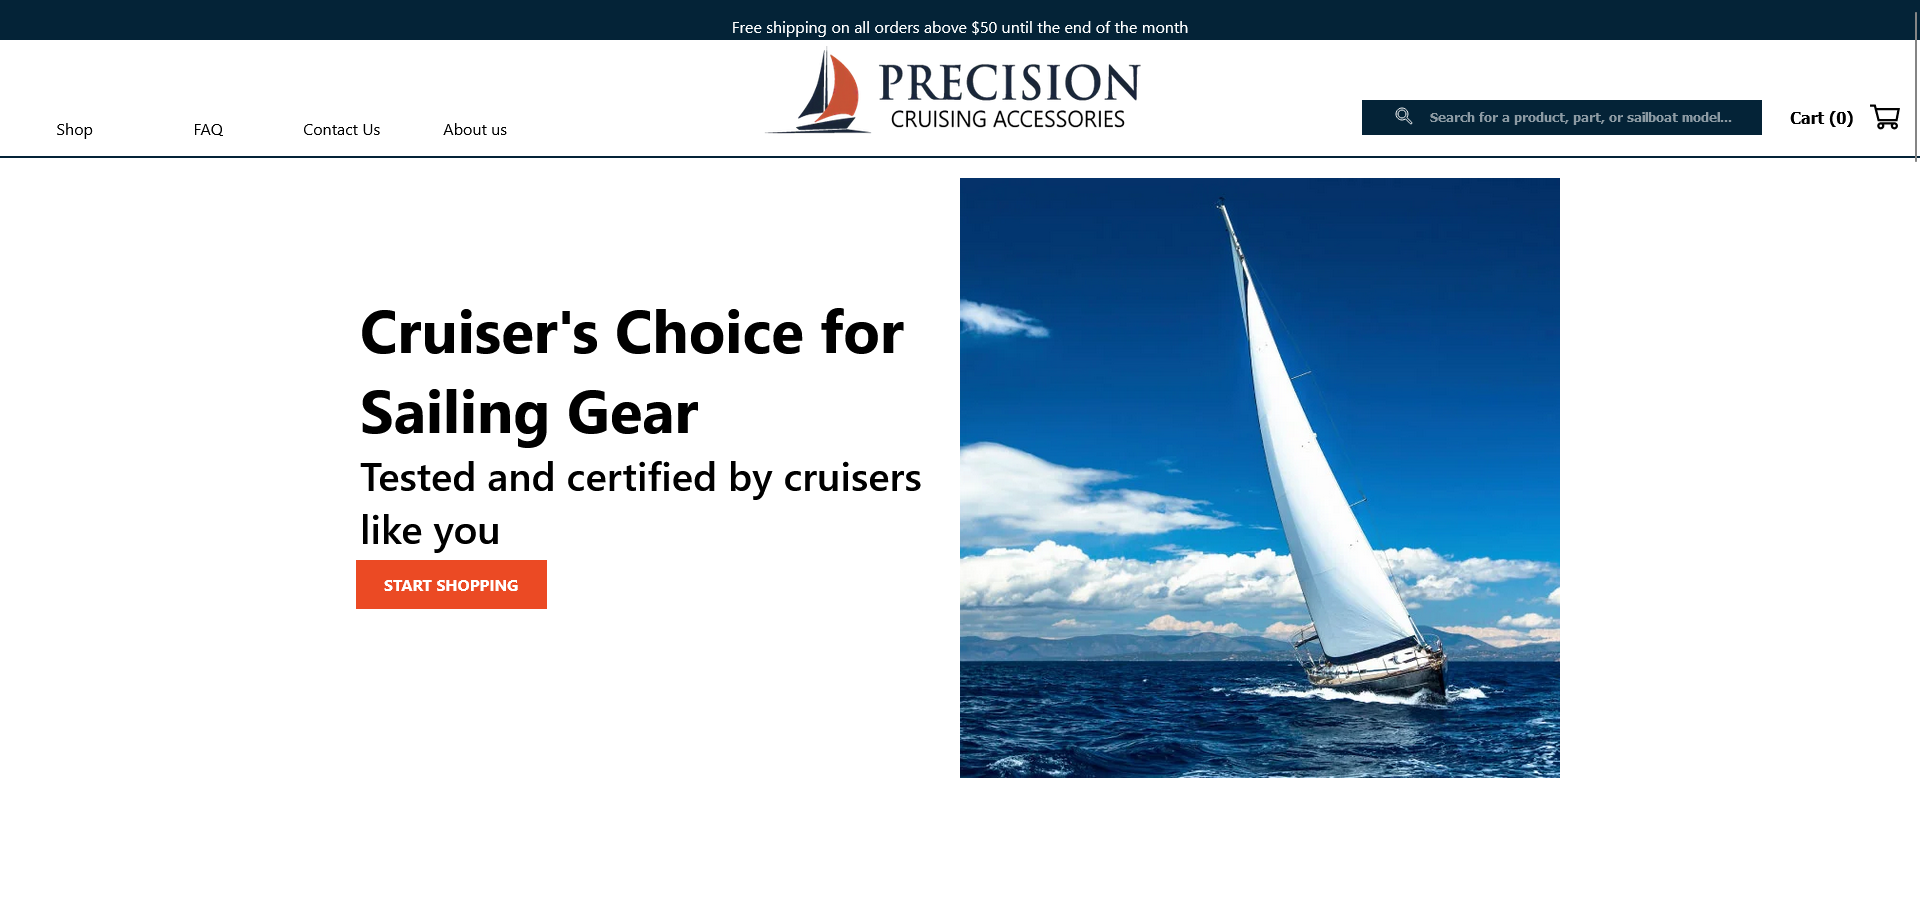 Free shipping on all orders above $50 until the end of the month
PRECISION
CRUISING ACCESSORIES
Shop
FAQ
Contact Us
About us
Search for a product, part, or sailboat model...
Cart (0)
Cruiser's Choice for
Sailing Gear
Tested and certified by cruisers
like you
START SHOPPING